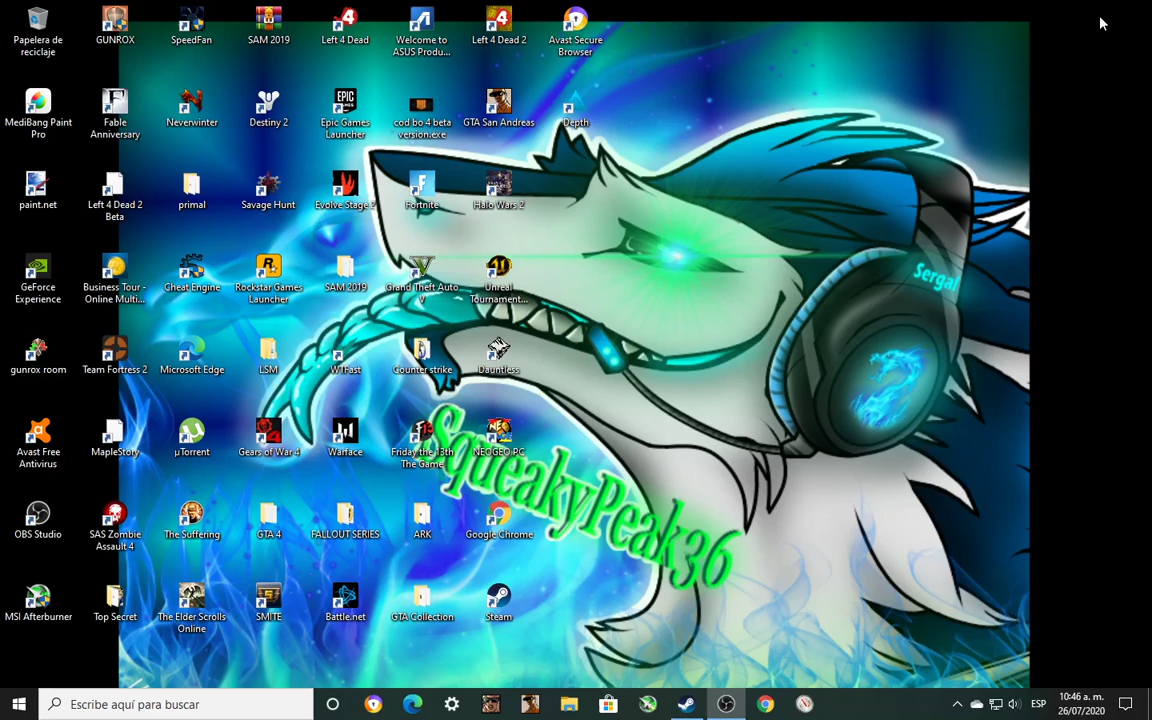 Papelera de
reciclaje
GUNROX
SpeedFan
SAM 2019
Left 4 Dead
Welcome to
ASUS Produ...
Left 4 Dead 2
Avast Secure
Browser
MediBang Paint
Pro
Fable
Anniversary
Neverwinter
Destiny 2
Epic Games
Launcher
cod bo 4 beta
version.exe
GTA San Andreas
Depth
paint.net
Left 4 Dead 2
Beta
primal
Savage Hunt
Evolve Stage 2
Fortnite
Halo Wars 2
GeForce
Experience
Business Tour -
Online Multi...
Cheat Engine
Rockstar Games
Launcher
SAM 2019
Grand Theft Auto
V
Unreal
Tournament...
Sergal
gunrox room
Team Fortress 2
Microsoft Edge
LSM
WTFast
Counter strike
Dauntless
Avast Free
Antivirus
MapleStory
µTorrent
Gears of War 4
Warface
Friday the 13th
The Game
NEOGEO PC
SqueakyPeak36
OBS Studio
SAS Zombie
Assault 4
The Suffering
GTA 4
FALLOUT SERIES
ARK
Google Chrome
MSI Afterburner
Top Secret
The Elder Scrolls
Online
SMITE
Battle.net
GTA Collection
Steam
Escribe aquí para buscar
ESP
10:46 a. m.
26/07/2020